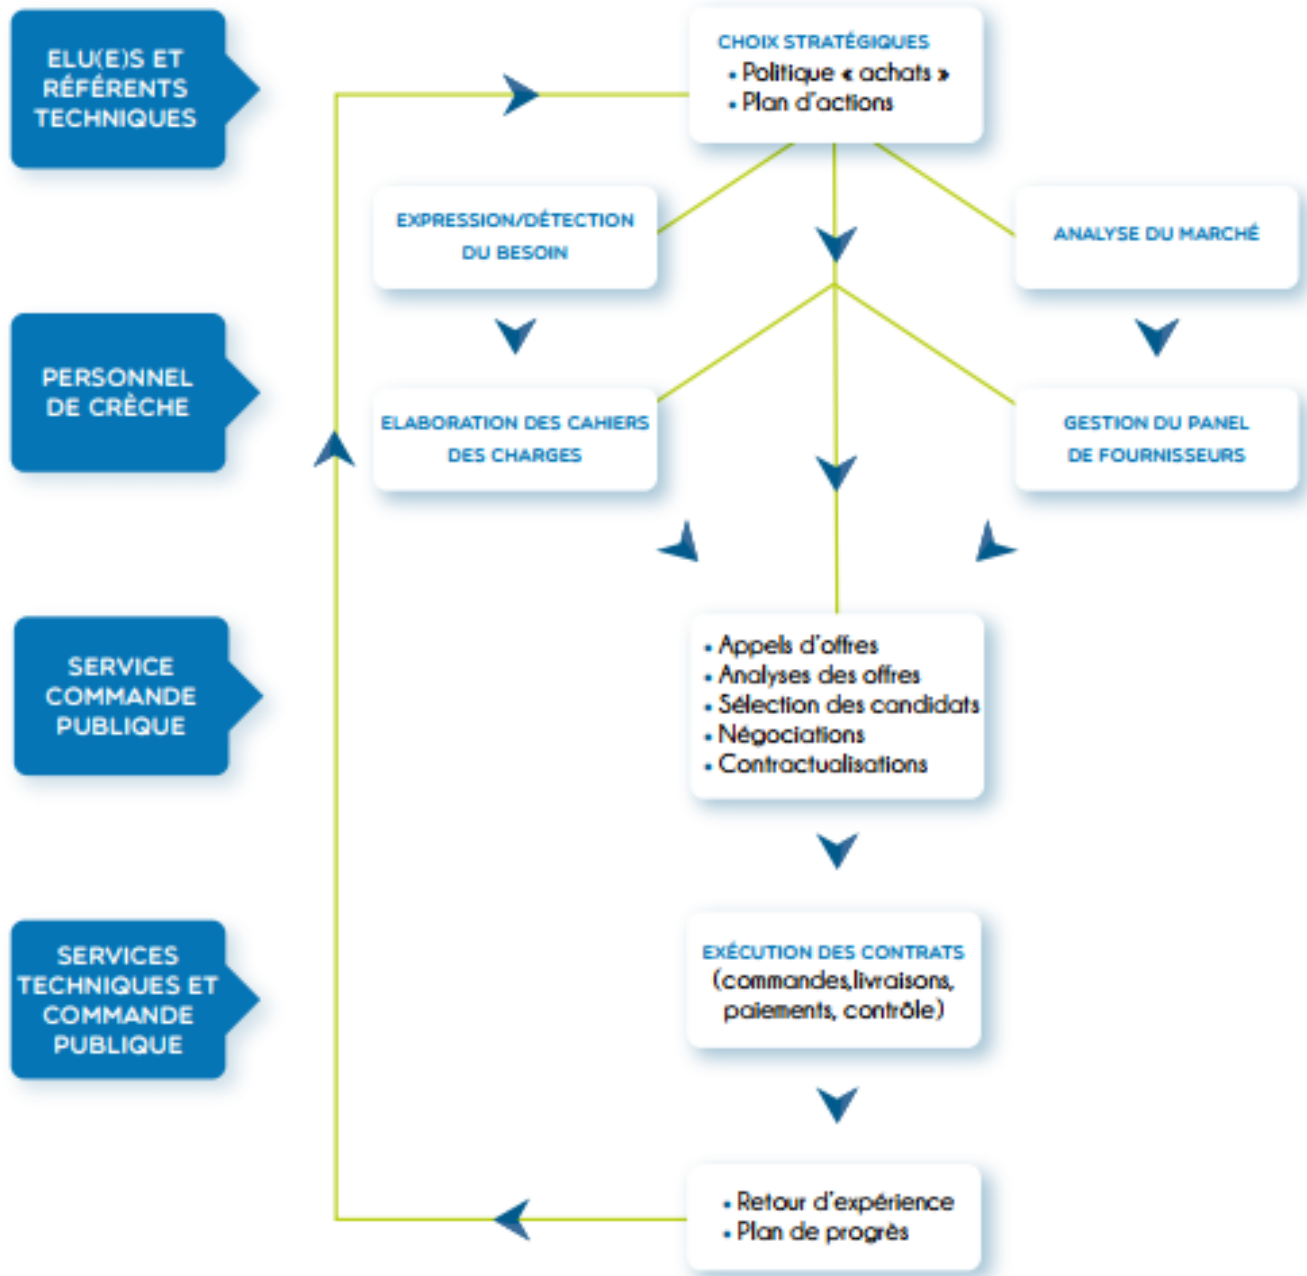 ELU(E)S ET
RÉFÉRENTS
TECHNIQUES
CHOIX STRATÉGIQUES
• Politique « achats »
• Plan d'actions
EXPRESSION/DÉTECTION
DU BESOIN
ANALYSE DU MARCHÉ
PERSONNEL
DE CRÈCHE
ELABORATION DES CAHIERS
DES CHARGES
GESTION DU PANEL
DE FOURNISSEURS
SERVICE
COMMANDE
PUBLIQUE
• Appels d'offres
• Analyses des offres
• Sélection des candidats
• Négociations
• Contractualisations
SERVICES
TECHNIQUES ET
COMMANDE
PUBLIQUE
EXÉCUTION DES CONTRATS
(commandes,livraisons,
paiements, contrôle)
• Retour d'expérience
• Plan de progrès